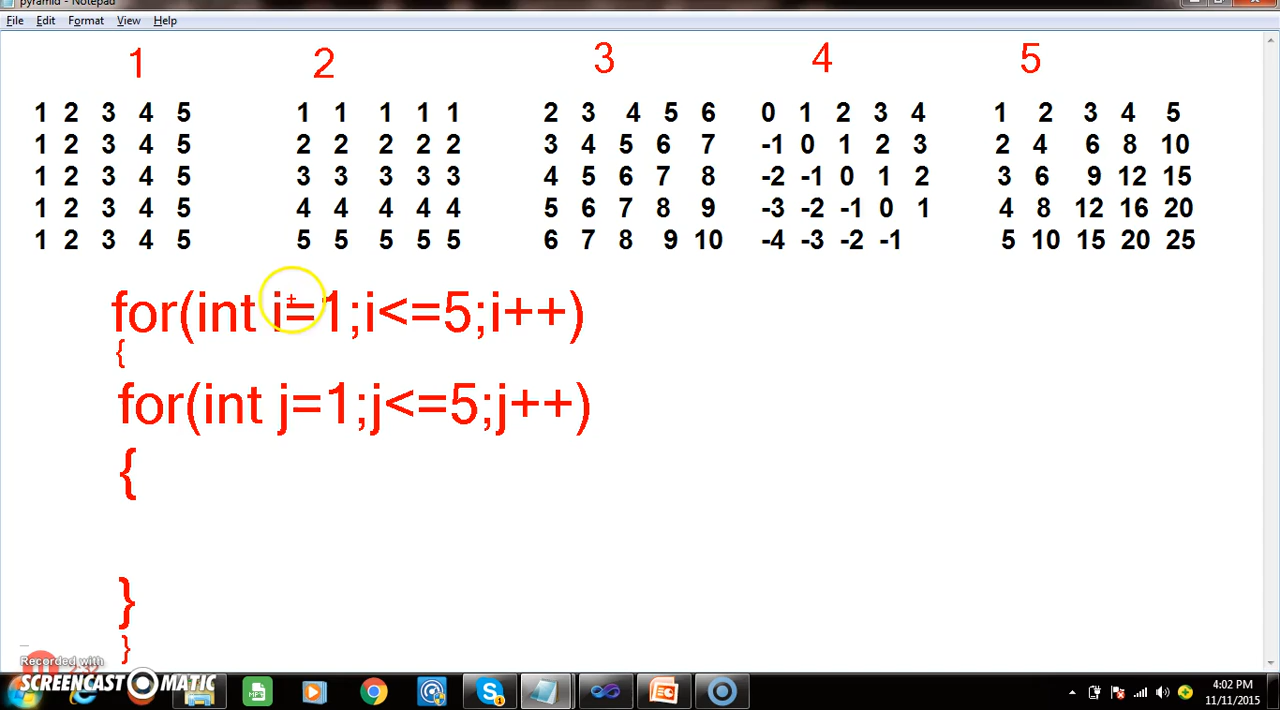 pyramid - Notepad
File Edit Format View Help
1 2 3 4 5
1 2 3 4 5 1 1 1 1 1 2 3 4 5 6 0 1 2 3 4 1 2 3 4 5
1 2 3 4 5 2 2 2 2 2 3 4 5 6 7 -1 0 1 2 3 2 4 6 8 10
1 2 3 4 5 3 3 3 3 3 4 5 6 7 8 -2 -1 0 1 2 3 6 9 12 15
1 2 3 4 5 4 4 4 4 4 5 6 7 8 9 -3 -2 -1 0 1 4 8 12 16 20
1 2 3 4 5 5 5 5 5 5 6 7 8 9 10 -4 -3 -2 -1 5 10 15 20 25
for(int i=1;i<=5;i++)
{
for(int j=1;j<=5;j++)
{
}
}
Recorded with
SCREENCAST MATIC
4:02 PM
11/11/2015